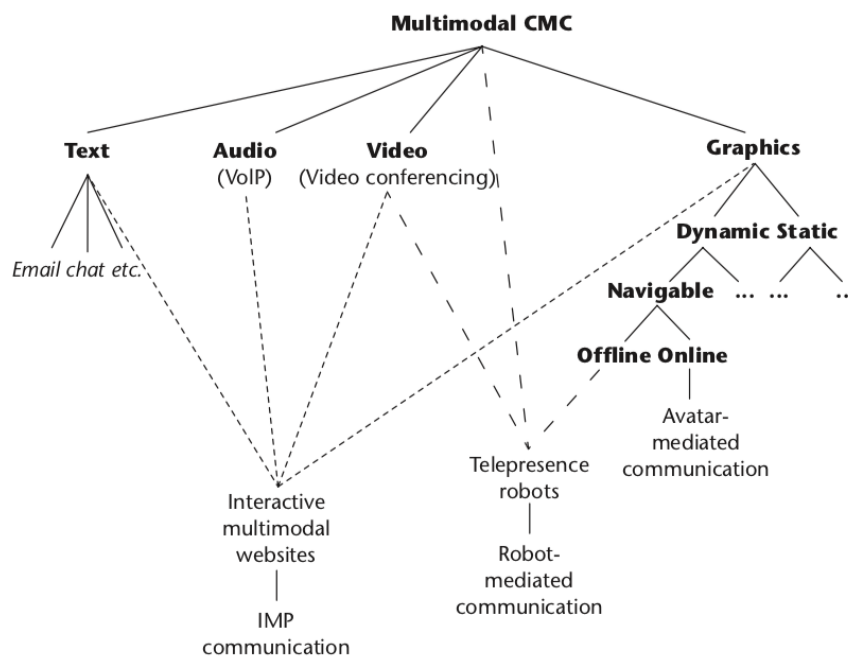 Multimodal CMC
Text
Audio
(VoIP)
Video
(Video conferencing)
Graphics
Dynamic Static
Email chat etc.
Navigable ... ... ..
Offline Online
Avatar-
mediated
communication
Telepresence
robots
Interactive
multimodal
websites
Robot-
mediated
communication
IMP
communication